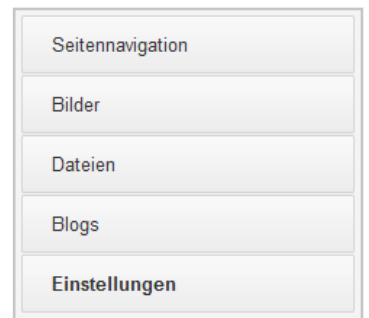 Seitennavigation
Bilder
Dateien
Blogs
Einstellungen